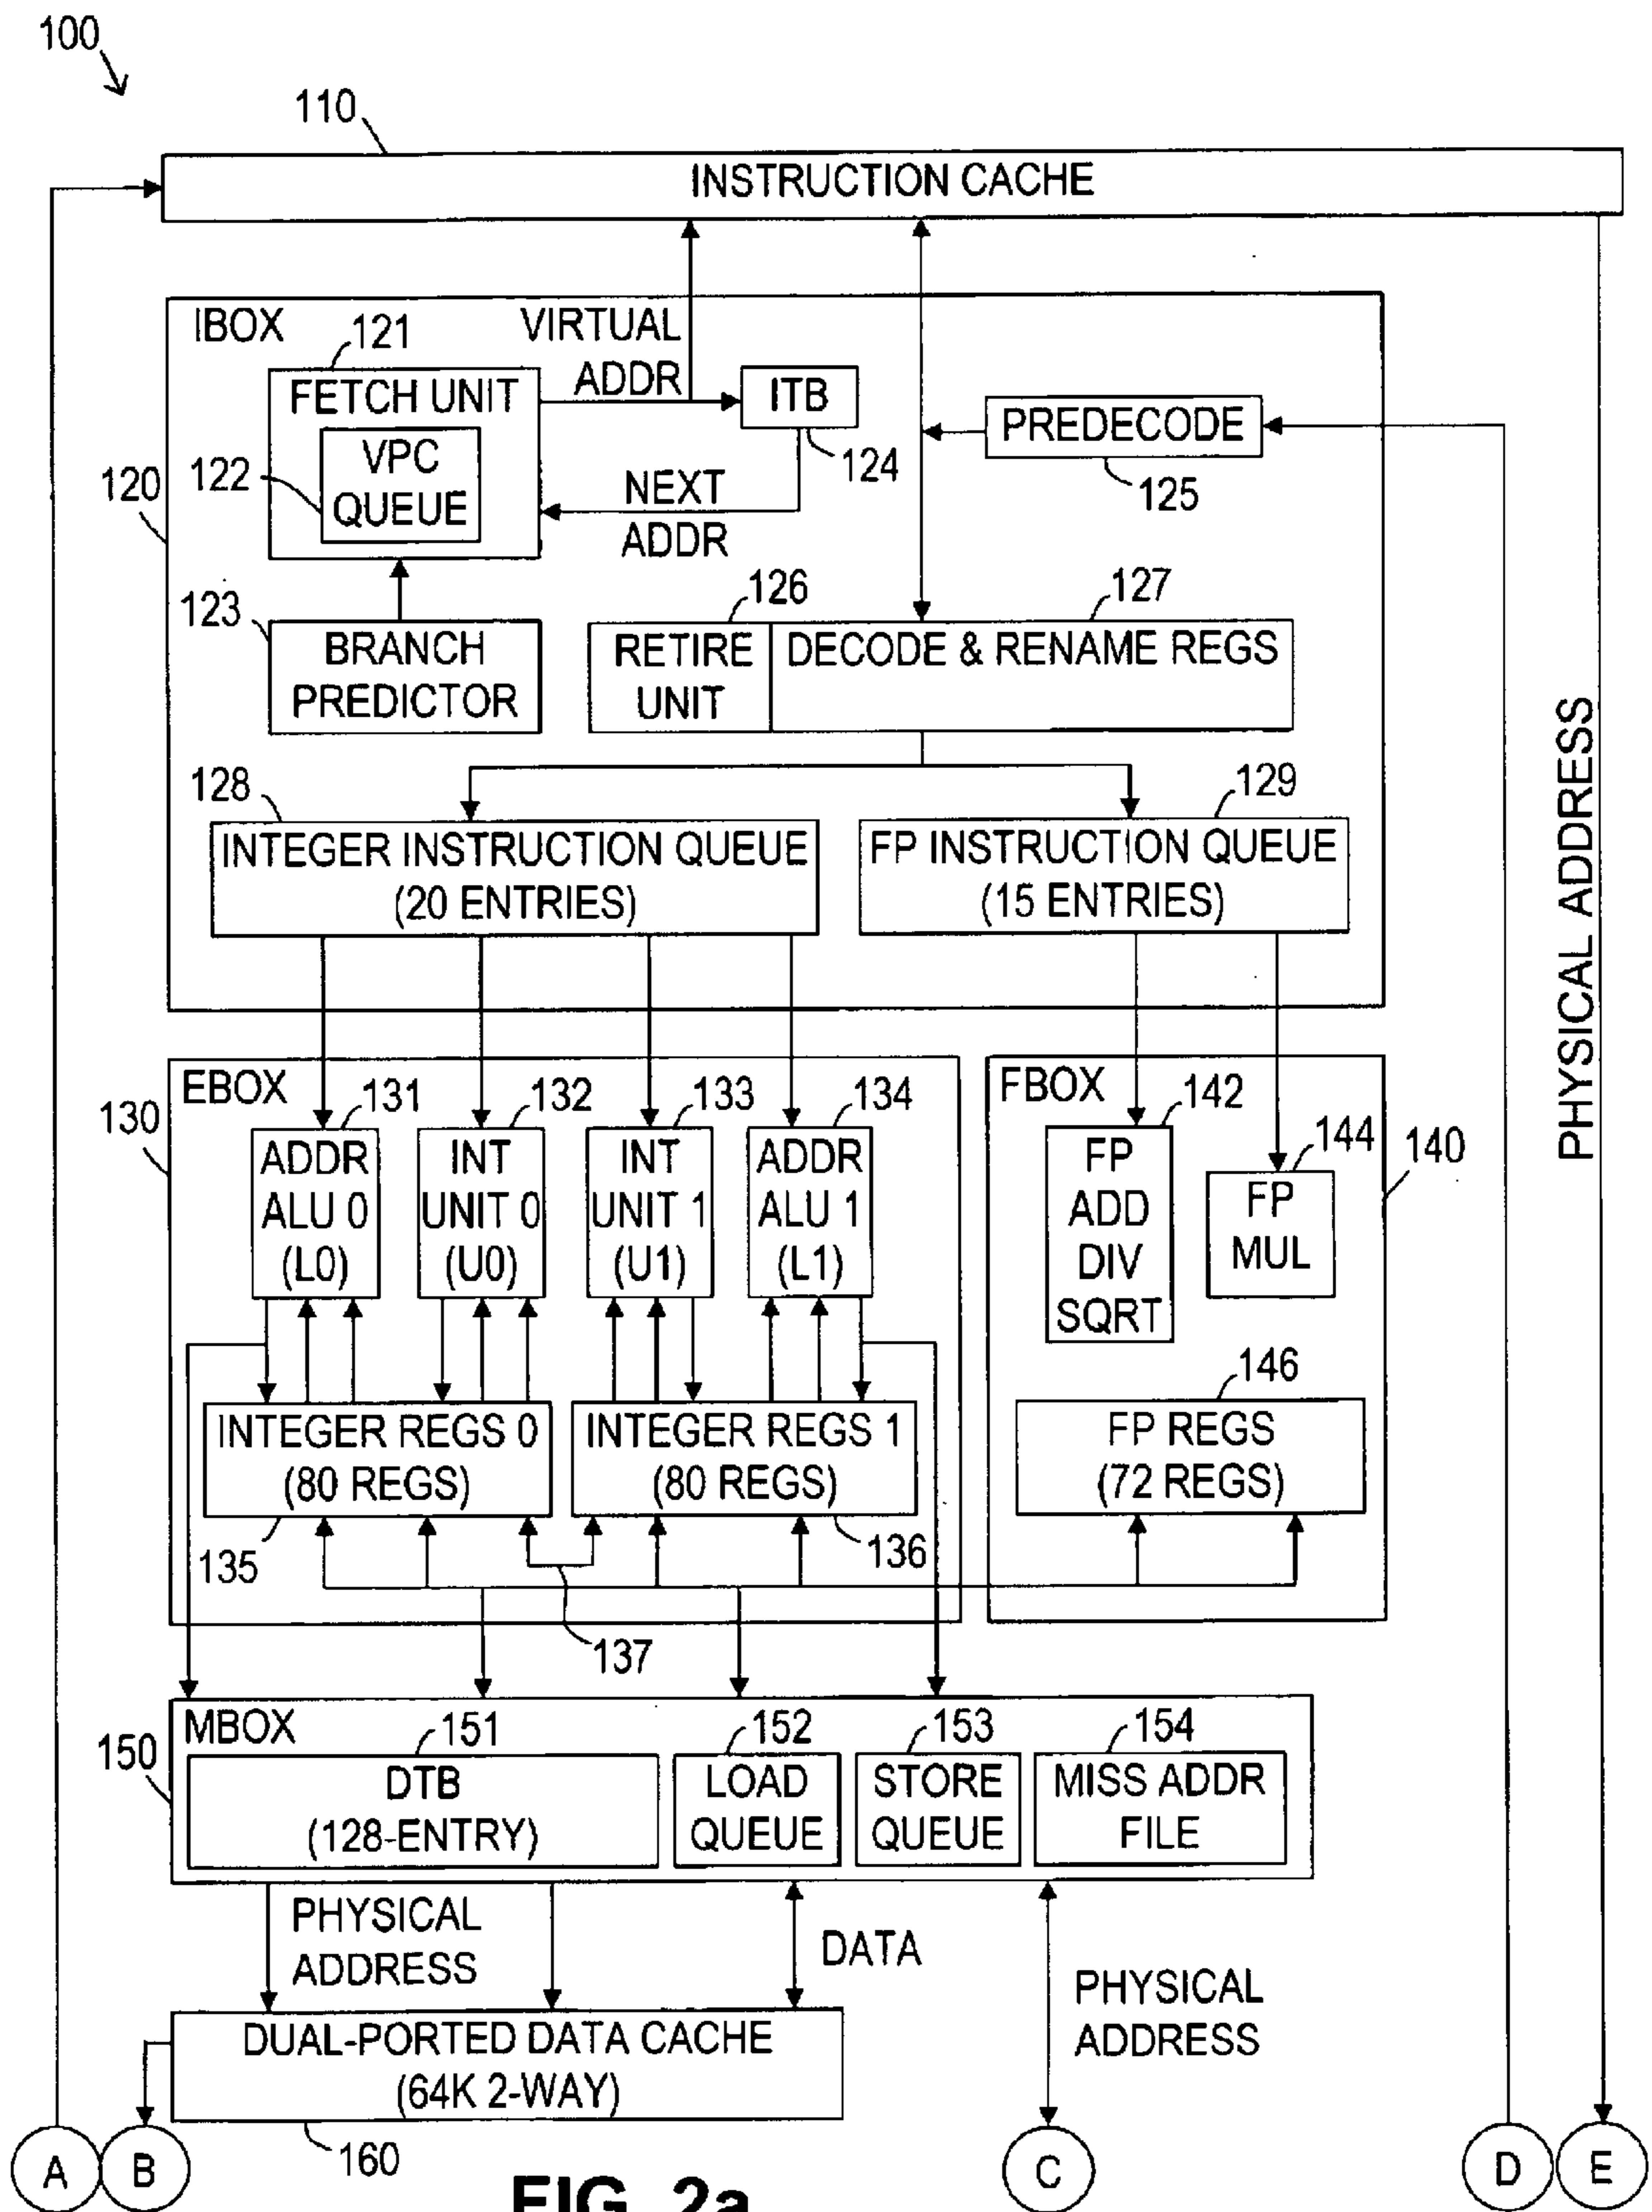 100
110
INSTRUCTION CACHE
IBOX
121
VIRTUAL
ADDR
FETCH UNIT
ITB
PREDECODE
VPC
QUEUE
122
124
125
120
NEXT
ADDR
126
127
123
BRANCH
PREDICTOR
RETIRE
UNIT
DECODE & RENAME REGS
PHYSICAL ADDRESS
128
129
INTEGER INSTRUCTION QUEUE
(20 ENTRIES)
FP INSTRUCTION QUEUE
(15 ENTRIES)
EBOX
131
132
133
134
FBOX
142
130
144
140
ADDR
ALU 0
(L0)
INT
UNIT 0
(U0)
INT
UNIT 1
(U1)
ADDR
ALU 1
(L1)
FP
ADD
DIV
SQRT
FP
MUL
146
INTEGER REGS 0
(80 REGS)
INTEGER REGS 1
(80 REGS)
FP REGS
(72 REGS)
135
136
137
MBOX
151
152
153
154
150
DTB
(128-ENTRY)
LOAD
QUEUE
STORE
QUEUE
MISS ADDR
FILE
PHYSICAL
ADDRESS
DATA
PHYSICAL
ADDRESS
DUAL-PORTED DATA CACHE
(64K 2-WAY)
160
A
B
C
D
E
FIG. 2a